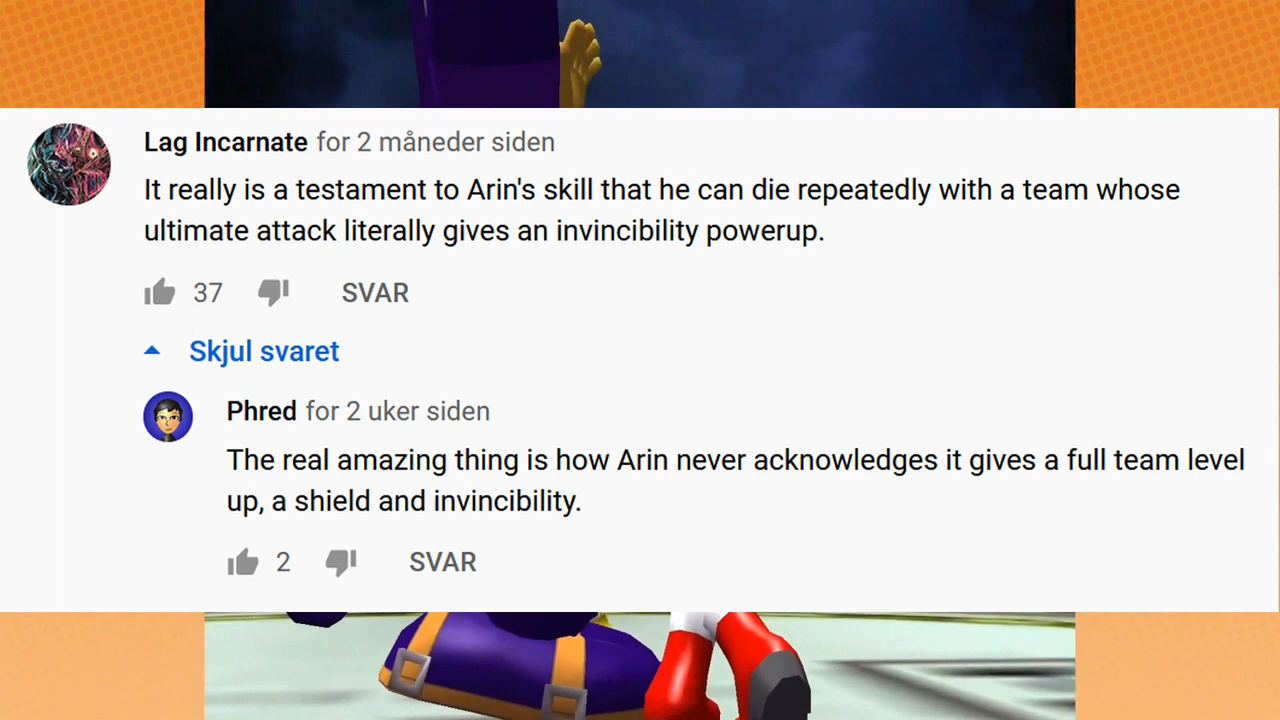 Lag Incarnate for 2 måneder siden
It really is a testament to Arin's skill that he can die repeatedly with a team whose
ultimate attack literally gives an invincibility powerup.
37 SVAR
Skjul svaret
Phred for 2 uker siden
The real amazing thing is how Arin never acknowledges it gives a full team level
up, a shield and invincibility.
2 SVAR